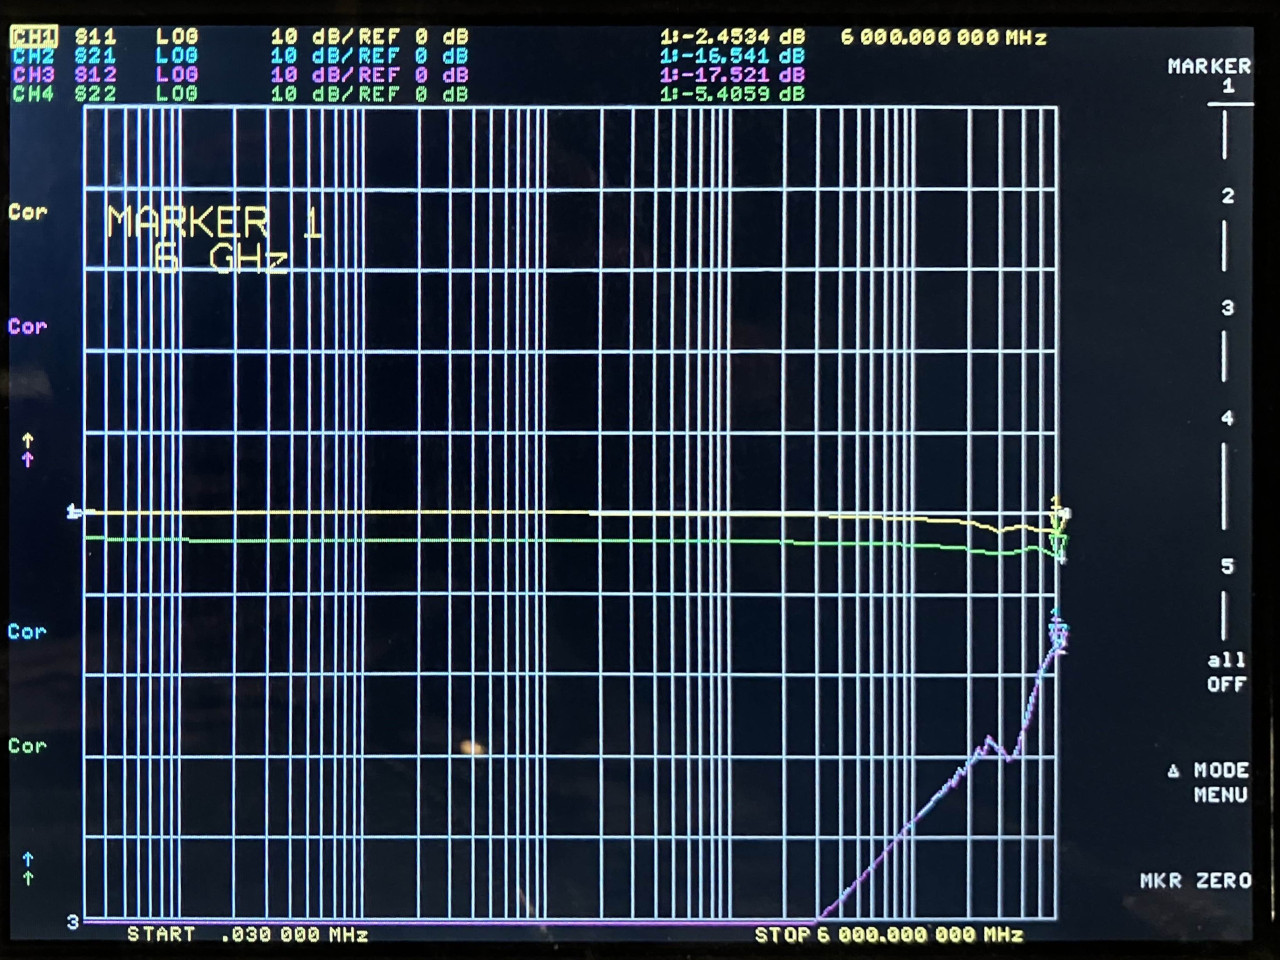 CH1 S11 LOG 10 dB/REF 0 dB 1:-2.4534 dB 6 000.000 000 MHz
CH2 S21 LOG 10 dB/REF 0 dB 1:-16.541 dB
CH3 S12 LOG 10 dB/REF 0 dB 1:-17.521 dB
CH4 S22 LOG 10 dB/REF 0 dB 1:-5.4059 dB
MARKER
1
2
Cor
MARKER 1
6 GHz
3
Cor
4
1
5
Cor
all
OFF
Cor
Δ MODE
MENU
MKR ZERO
3
START .030 000 MHz STOP 6 000.000 000 MHz